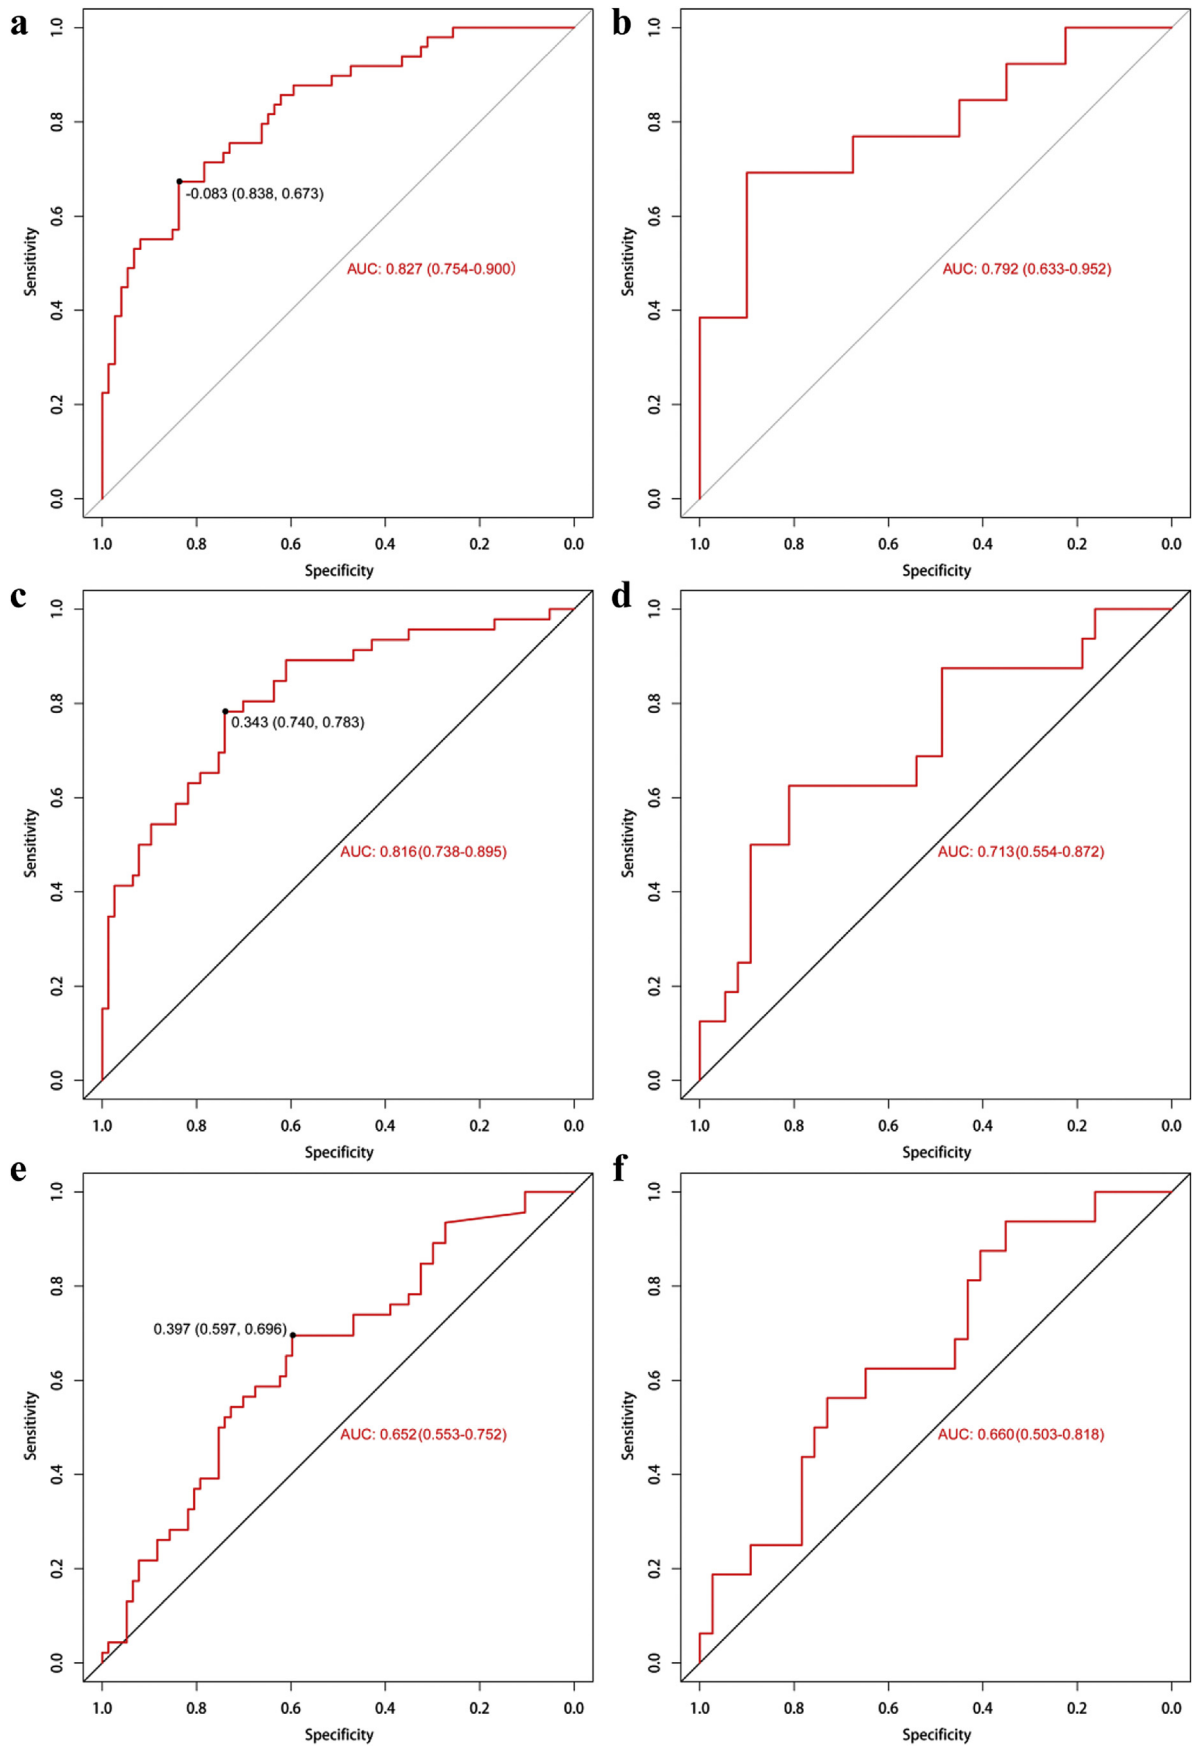 a
1.0
0.8
0.6
0.4
0.2
0.0
Sensitivity
-0.083 (0.838, 0.673)
AUC: 0.827 (0.754-0.900)
1.0 0.8 0.6 0.4 0.2 0.0
Specificity
b
1.0
0.8
0.6
0.4
0.2
0.0
Sensitivity
AUC: 0.792 (0.633-0.952)
1.0 0.8 0.6 0.4 0.2 0.0
Specificity
c
1.0
0.8
0.6
0.4
0.2
0.0
Sensitivity
0.343 (0.740, 0.783)
AUC: 0.816(0.738-0.895)
1.0 0.8 0.6 0.4 0.2 0.0
Specificity
d
1.0
0.8
0.6
0.4
0.2
0.0
Sensitivity
AUC: 0.713(0.554-0.872)
1.0 0.8 0.6 0.4 0.2 0.0
Specificity
e
1.0
0.8
0.6
0.4
0.2
0.0
Sensitivity
0.397 (0.597, 0.696)
AUC: 0.652(0.553-0.752)
1.0 0.8 0.6 0.4 0.2 0.0
Specificity
f
1.0
0.8
0.6
0.4
0.2
0.0
Sensitivity
AUC: 0.660(0.503-0.818)
1.0 0.8 0.6 0.4 0.2 0.0
Specificity